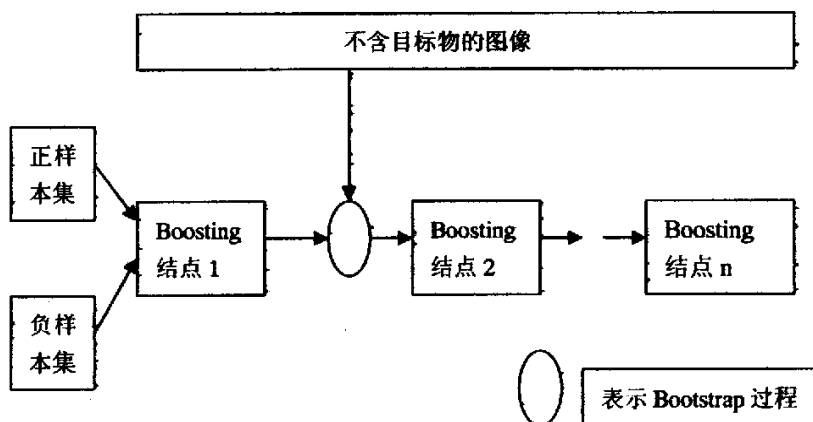 不含目标物的图像
正样
本集
Boosting
结点 1
Boosting
结点 2
Boosting
结点 n
负样
本集
表示 Bootstrap 过程